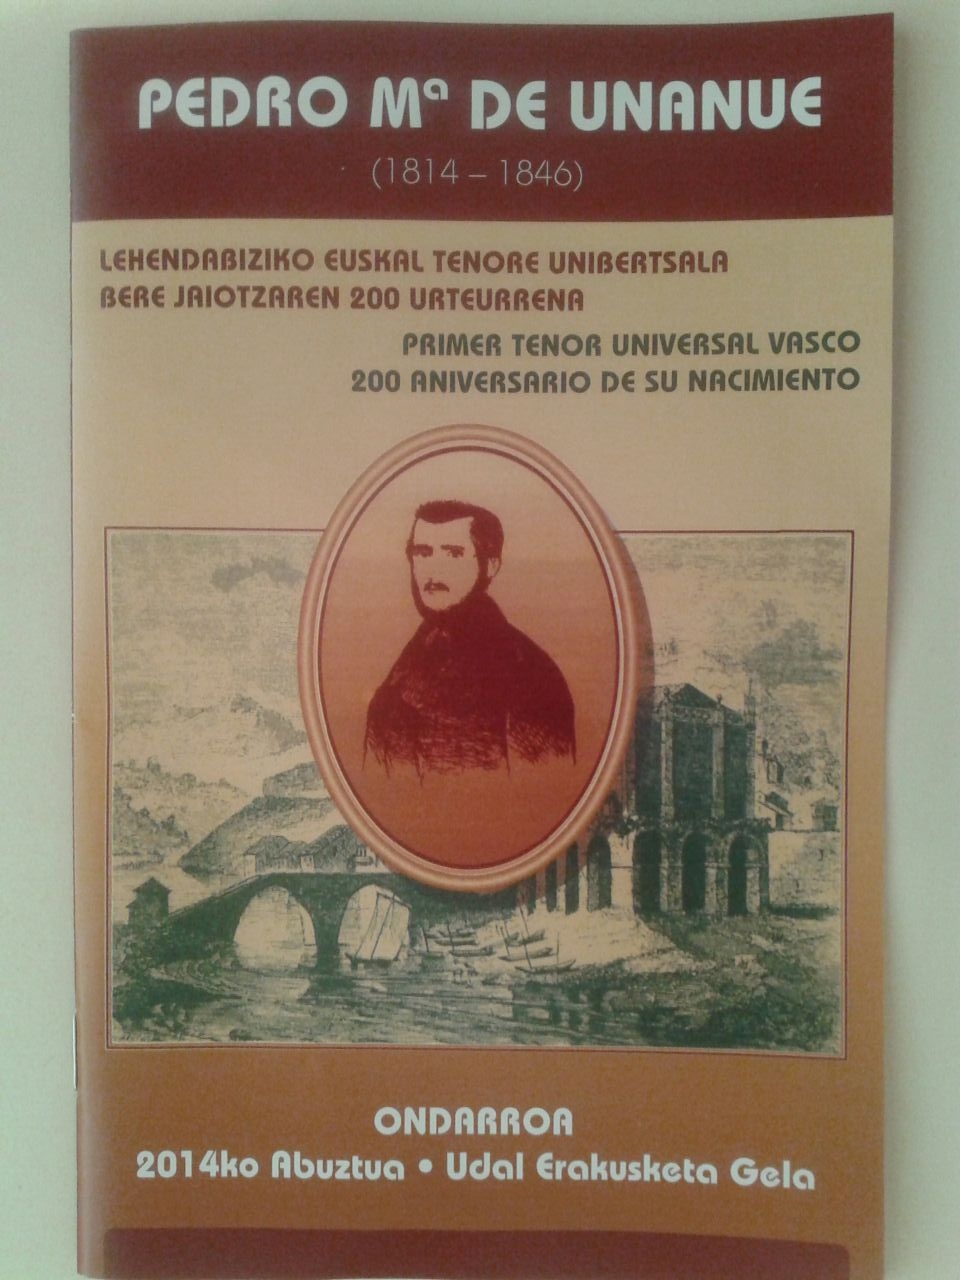 PEDRO Mª DE UNANUE
(1814 – 1846)
LEHENDABIZIKO EUSKAL TENORE UNIBERTSALA
BERE JAIOTZAREN 200 URTEURRENA
PRIMER TENOR UNIVERSAL VASCO
200 ANIVERSARIO DE SU NACIMIENTO
ONDARROA
2014ko Abuztua • Udal Erakusketa Gela